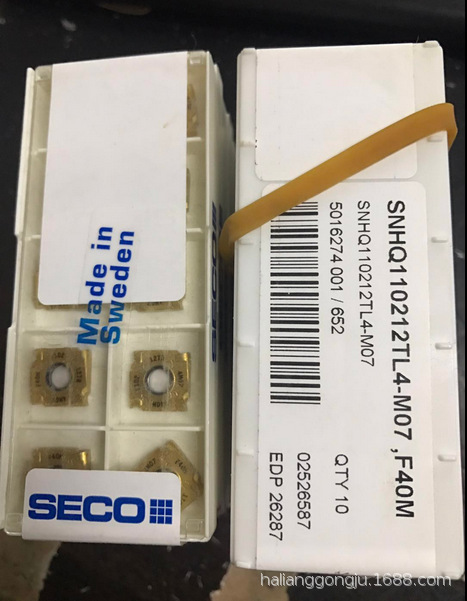 Made in
Sweden
SECO
SECO
SNHQ110212TL4-M07 ,F40M
SNHQ110212TL4-M07
5016274 001 / 652
QTY 10
02526587
EDP 26287
haliangongju.1688.com